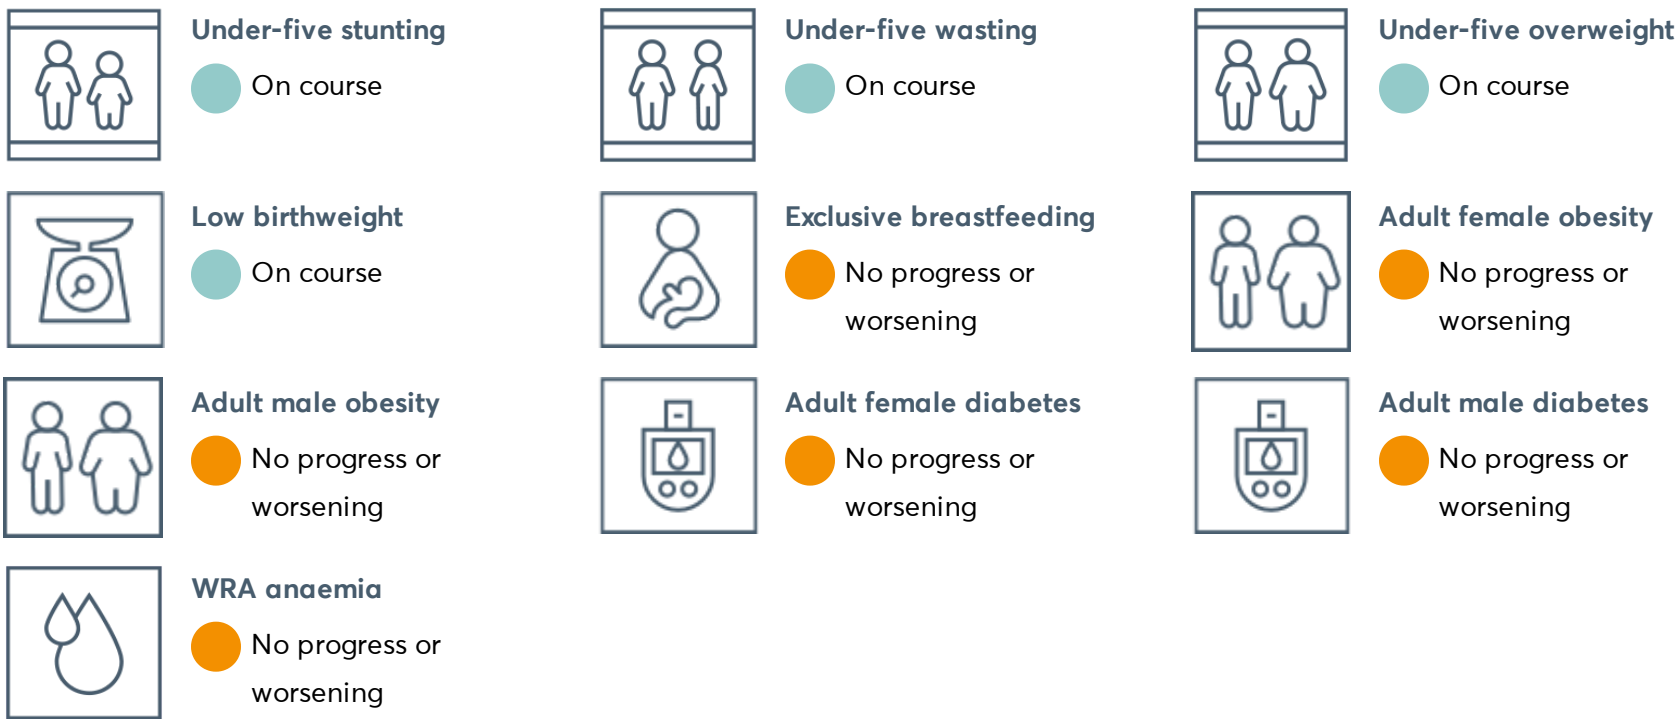 Under-five stunting
On course
Under-five wasting
On course
Under-five overweight
On course
Low birthweight
On course
Exclusive breastfeeding
No progress or
worsening
Adult female obesity
No progress or
worsening
Adult male obesity
No progress or
worsening
Adult female diabetes
No progress or
worsening
Adult male diabetes
No progress or
worsening
WRA anaemia
No progress or
worsening